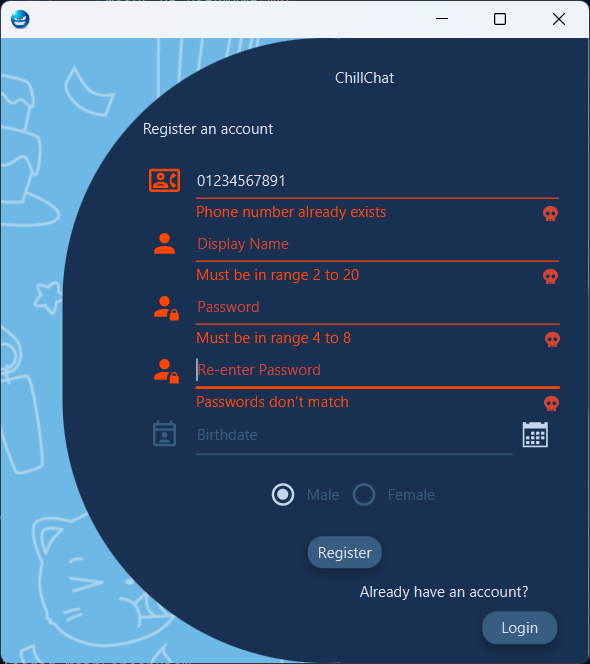 ChillChat
Register an account
01234567891
Phone number already exists
Display Name
Must be in range 2 to 20
Password
Must be in range 4 to 8
Re-enter Password
Passwords don't match
Birthdate
Male Female
Register
Already have an account?
Login